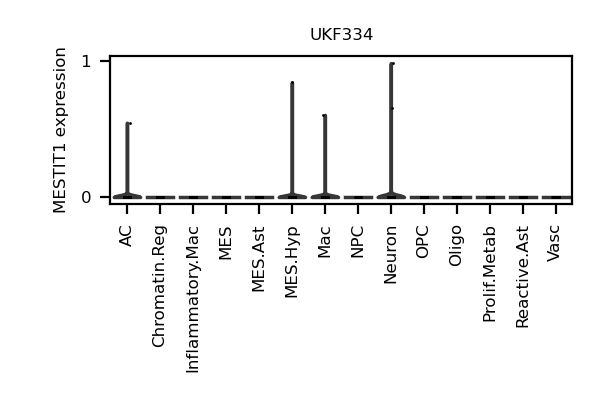 UKF334
MESTIT1 expression
1
0
AC
Chromatin.Reg
Inflammatory.Mac
MES
MES.Ast
MES.Hyp
Mac
NPC
Neuron
OPC
Oligo
Prolif.Metab
Reactive.Ast
Vasc